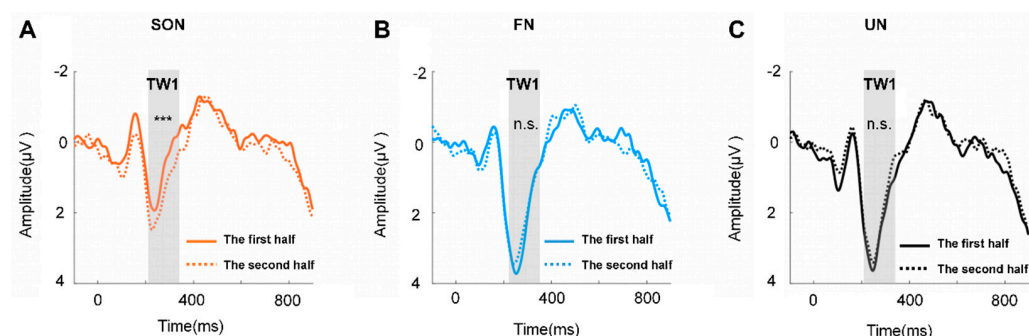 A
SON
-2
0
2
4
Amplitude(μV )
TW1
***
The first half
The second half
0
400
800
Time(ms)
B
FN
-2
0
2
4
Amplitude(μV )
TW1
n.s.
The first half
The second half
0
400
800
Time(ms)
C
UN
-2
0
2
4
Amplitude(μV )
TW1
n.s.
The first half
The second half
0
400
800
Time(ms)